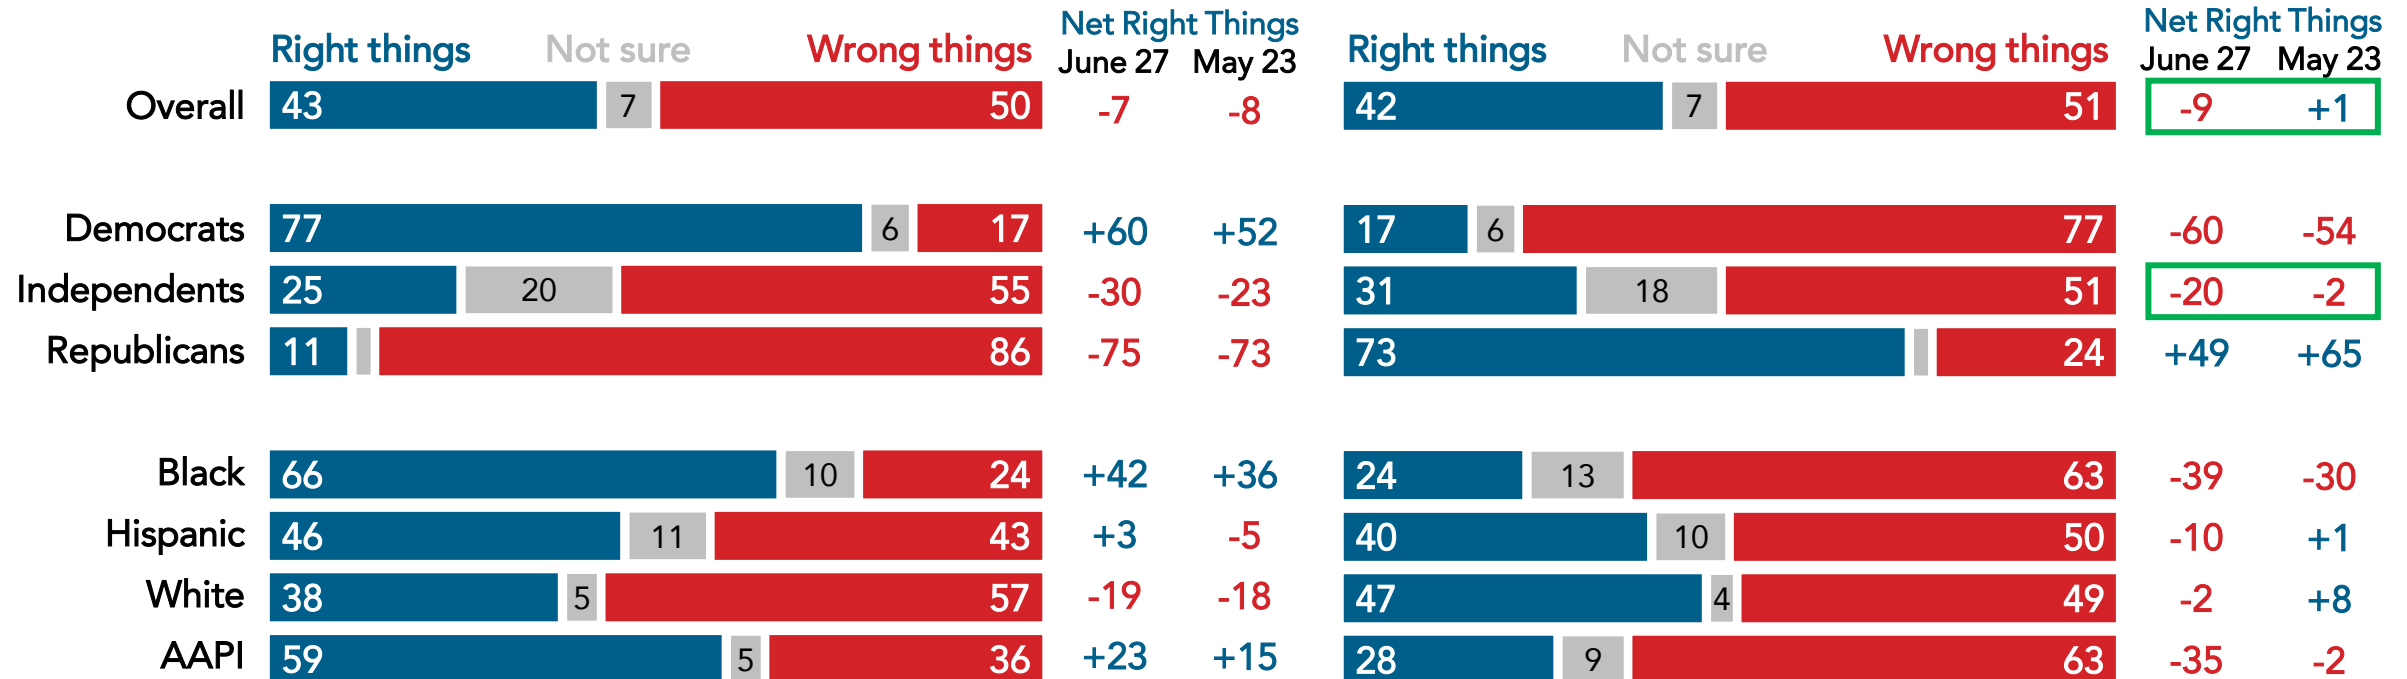 Net Right Things Net Right Things
Right things Not sure Wrong things June 27 May 23 Right things Not sure Wrong things June 27 May 23
Overall 43 7 50 -7 -8 42 7 51 -9 +1
Democrats 77 6 17 +60 +52 17 6 77 -60 -54
Independents 25 20 55 -30 -23 31 18 51 -20 -2
Republicans 11 86 -75 -73 73 24 +49 +65
Black 66 10 24 +42 +36 24 13 63 -39 -30
Hispanic 46 11 43 +3 -5 40 10 50 -10 +1
White 38 5 57 -19 -18 47 4 49 -2 +8
AAPI 59 5 36 +23 +15 28 9 63 -35 -2